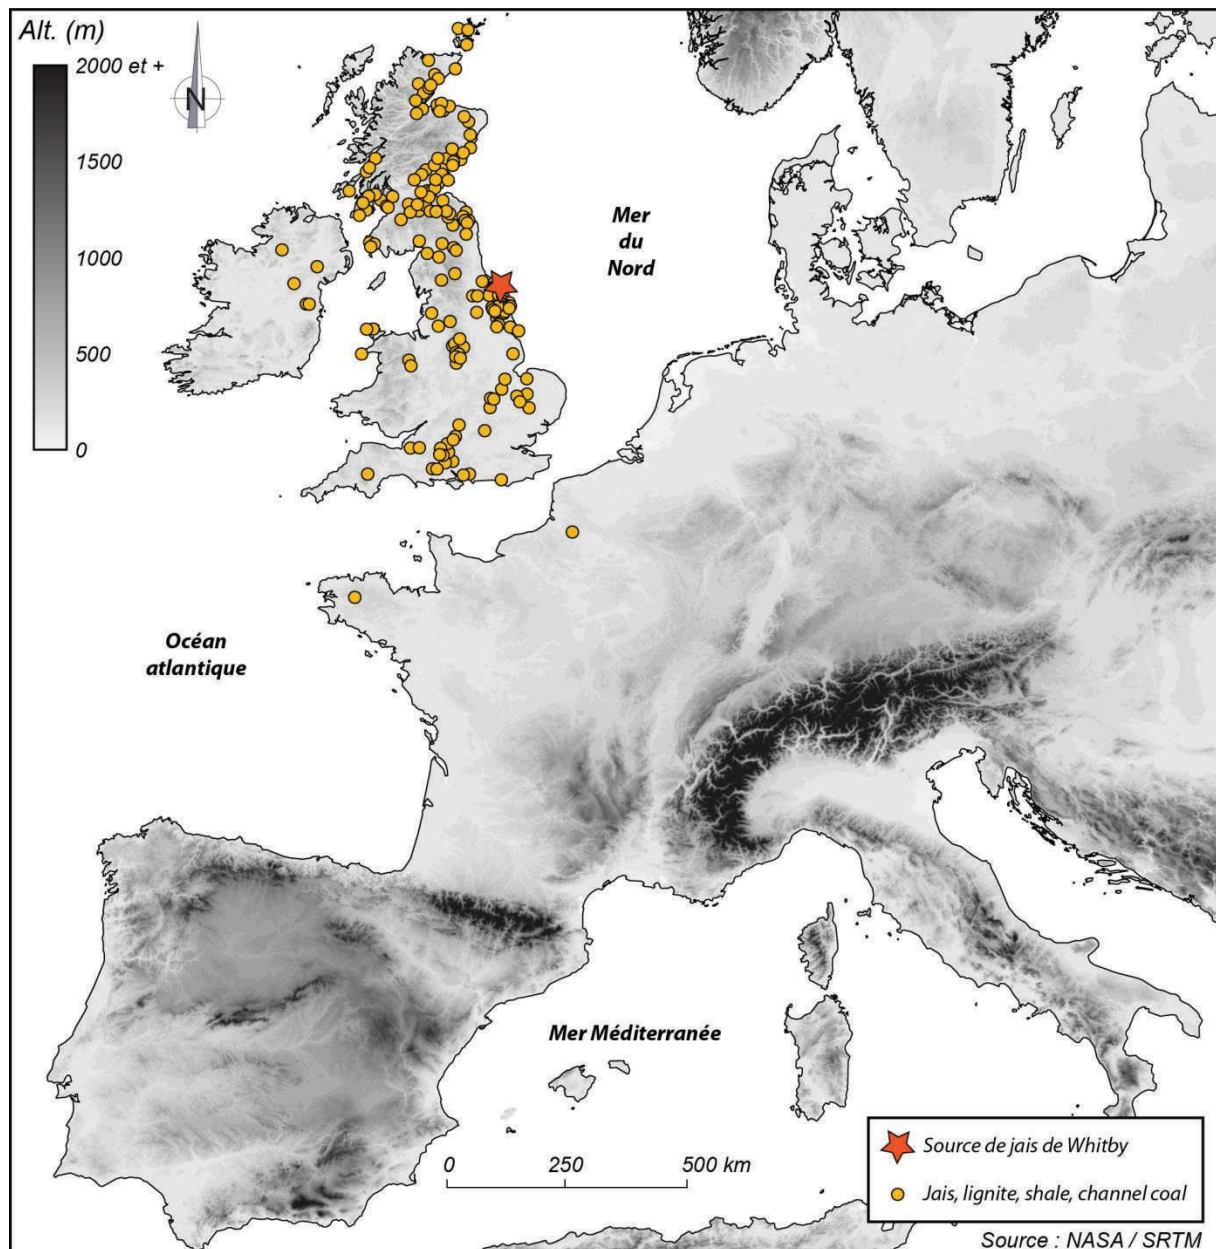 Alt. (m)
2000 et +
N
1500
1000
500
0
Mer
du
Nord
Océan
atlantique
Mer Méditerranée
0 250 500 km
Source de jais de Whitby
Jais, lignite, shale, channel coal
Source : NASA / SRTM